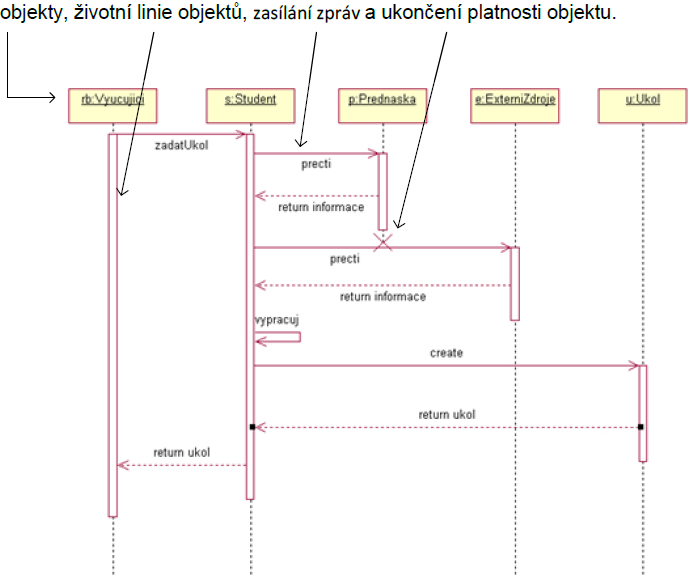 objekty, životní linie objektů, zasílání zpráv a ukončení platnosti objektu.
rb:Vyucujici s:Student p:Prednaska e:ExterniZdroje u:Ukol
zadatUkol
precti
return informace
precti
return informace
vypracuj
create
return ukol
return ukol